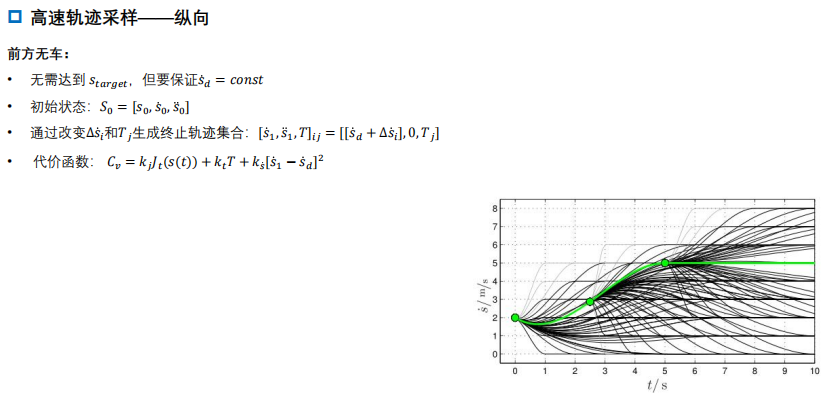 高速轨迹采样——纵向
前方无车：
• 无需达到 $s_{target}$，但要保证$\dot{s}_d = const$
• 初始状态：$S_0 = [s_0, \dot{s}_0, \ddot{s}_0]$
• 通过改变$\Delta\dot{s}_i$和$T_j$生成终止轨迹集合：$[\dot{s}_1, \ddot{s}_1, T]_{ij} = [[\dot{s}_d + \Delta\dot{s}_i], 0, T_j]$
• 代价函数：$C_v = k_j J_t(s(t)) + k_t T + k_{\dot{s}}[\dot{s}_1 - \dot{s}_d]^2$
8
7
6
5
4
3
2
1
0
$\dot{s}$/ m/s
0 1 2 3 4 5 6 7 8 9 10
$t$/ s